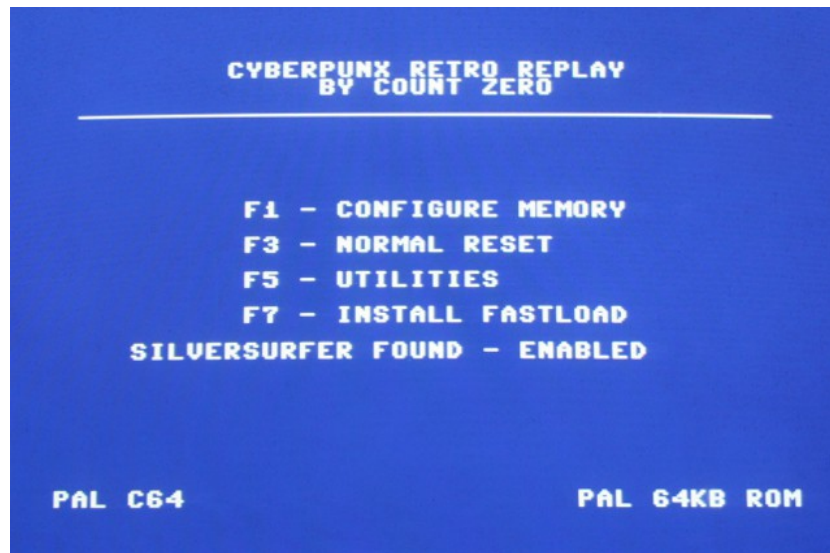 CYBERPUNX RETRO REPLAY
BY COUNT ZERO
F1 - CONFIGURE MEMORY
F3 - NORMAL RESET
F5 - UTILITIES
F7 - INSTALL FASTLOAD
SILVERSURFER FOUND - ENABLED
PAL C64 PAL 64KB ROM